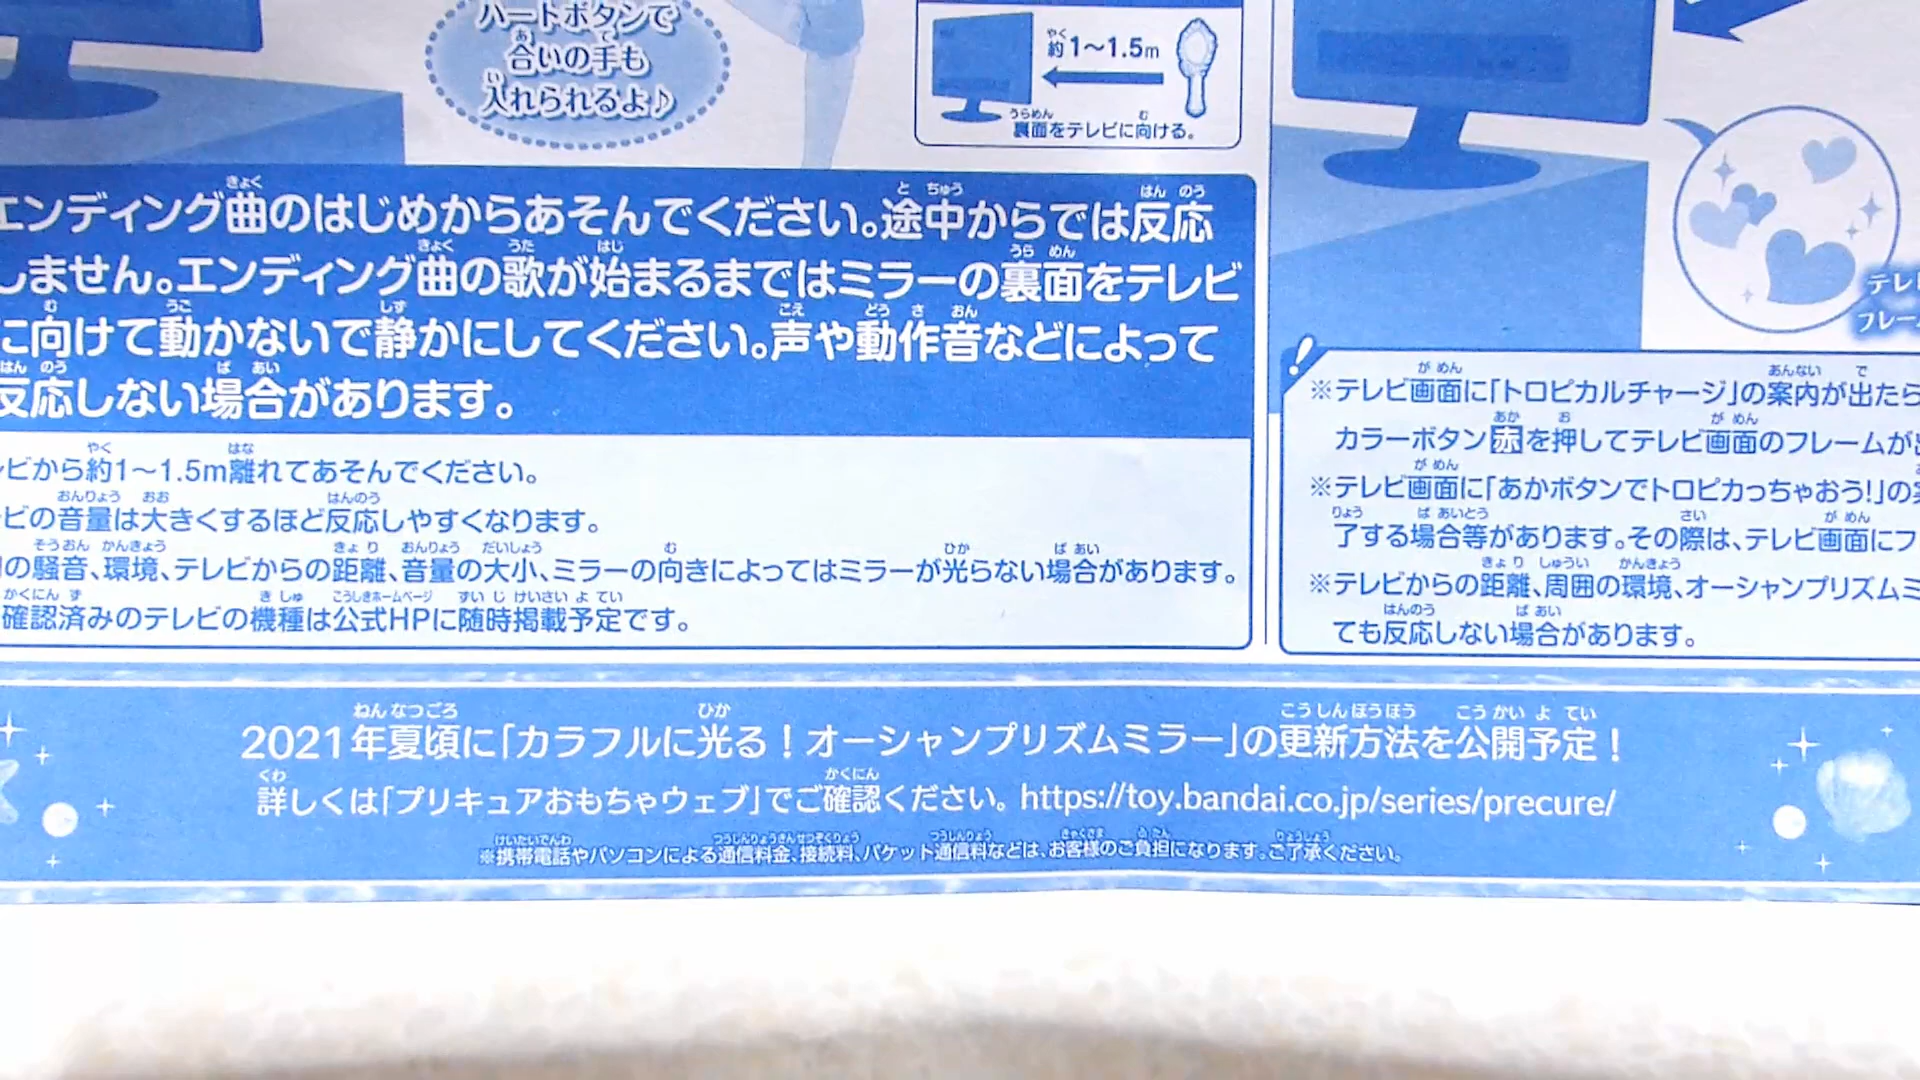 ハートボタンで
合いの手も
入れられるよ♪
約1〜1.5m
裏面をテレビに向ける。
エンディング曲のはじめからあそんでください。途中からでは反応
しません。エンディング曲の歌が始まるまではミラーの裏面をテレビ
に向けて動かないで静かにしてください。声や動作音などによって
反応しない場合があります。
ビから約1〜1.5m離れてあそんでください。
ビの音量は大きくするほど反応しやすくなります。
の騒音、環境、テレビからの距離、音量の大小、ミラーの向きによってはミラーが光らない場合があります。
確認済みのテレビの機種は公式HPに随時掲載予定です。
テレ
フレー
※テレビ画面に「トロピカルチャージ」の案内が出たら
カラーボタン赤を押してテレビ画面のフレームが
※テレビ画面に「あかボタンでトロピカっちゃおう!」の
了する場合等があります。その際は、テレビ画面にフ
※テレビからの距離、周囲の環境、オーシャンプリズムミ
ても反応しない場合があります。
2021年夏頃に「カラフルに光る！オーシャンプリズムミラー」の更新方法を公開予定！
詳しくは「プリキュアおもちゃウェブ」でご確認ください。 https://toy.bandai.co.jp/series/precure/
※携帯電話やパソコンによる通信料金、接続料、パケット通信料などは、お客様のご負担になります。ご了承ください。